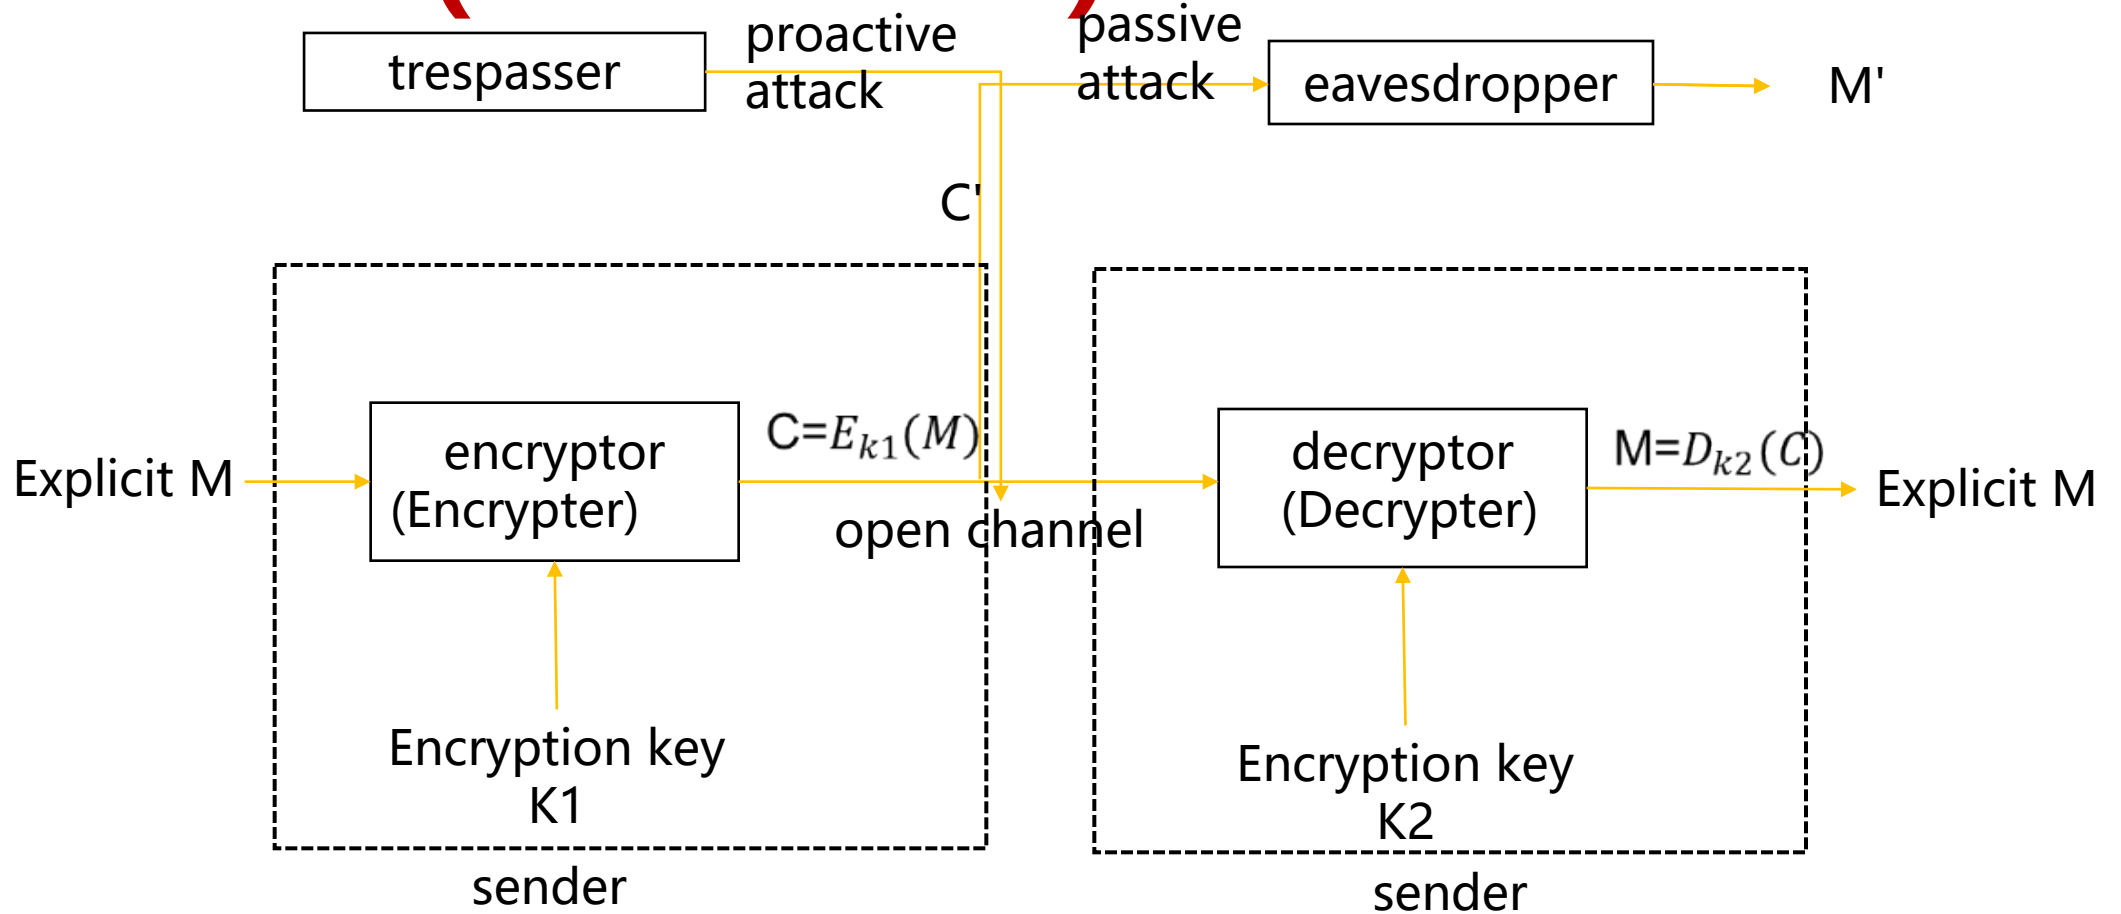 trespasser
proactive
attack
passive
attack
eavesdropper
M'
C'
Explicit M
encryptor
(Encrypter)
C=E_{k1}(M)
open channel
decryptor
(Decrypter)
M=D_{k2}(C)
Explicit M
Encryption key
K1
Encryption key
K2
sender
sender